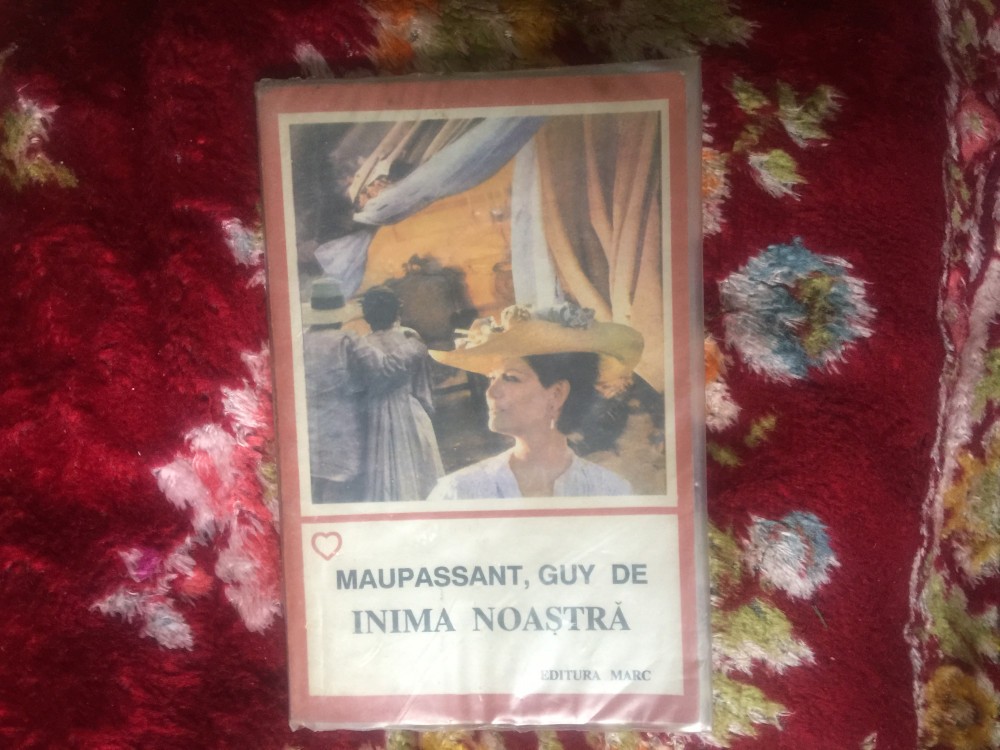 MAUPASSANT, GUY DE
INIMA NOAȘTRĂ
EDITURA MARC